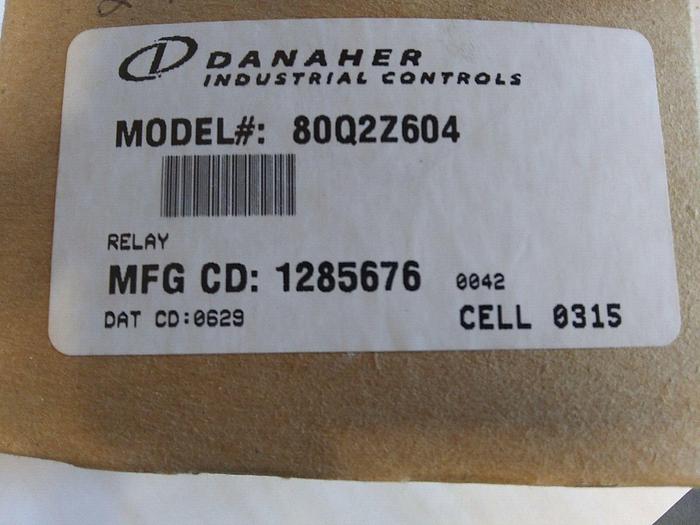 DANAHER
INDUSTRIAL CONTROLS
MODEL#: 80Q2Z604
RELAY
MFG CD: 1285676 0042
DAT CD:0629 CELL 0315